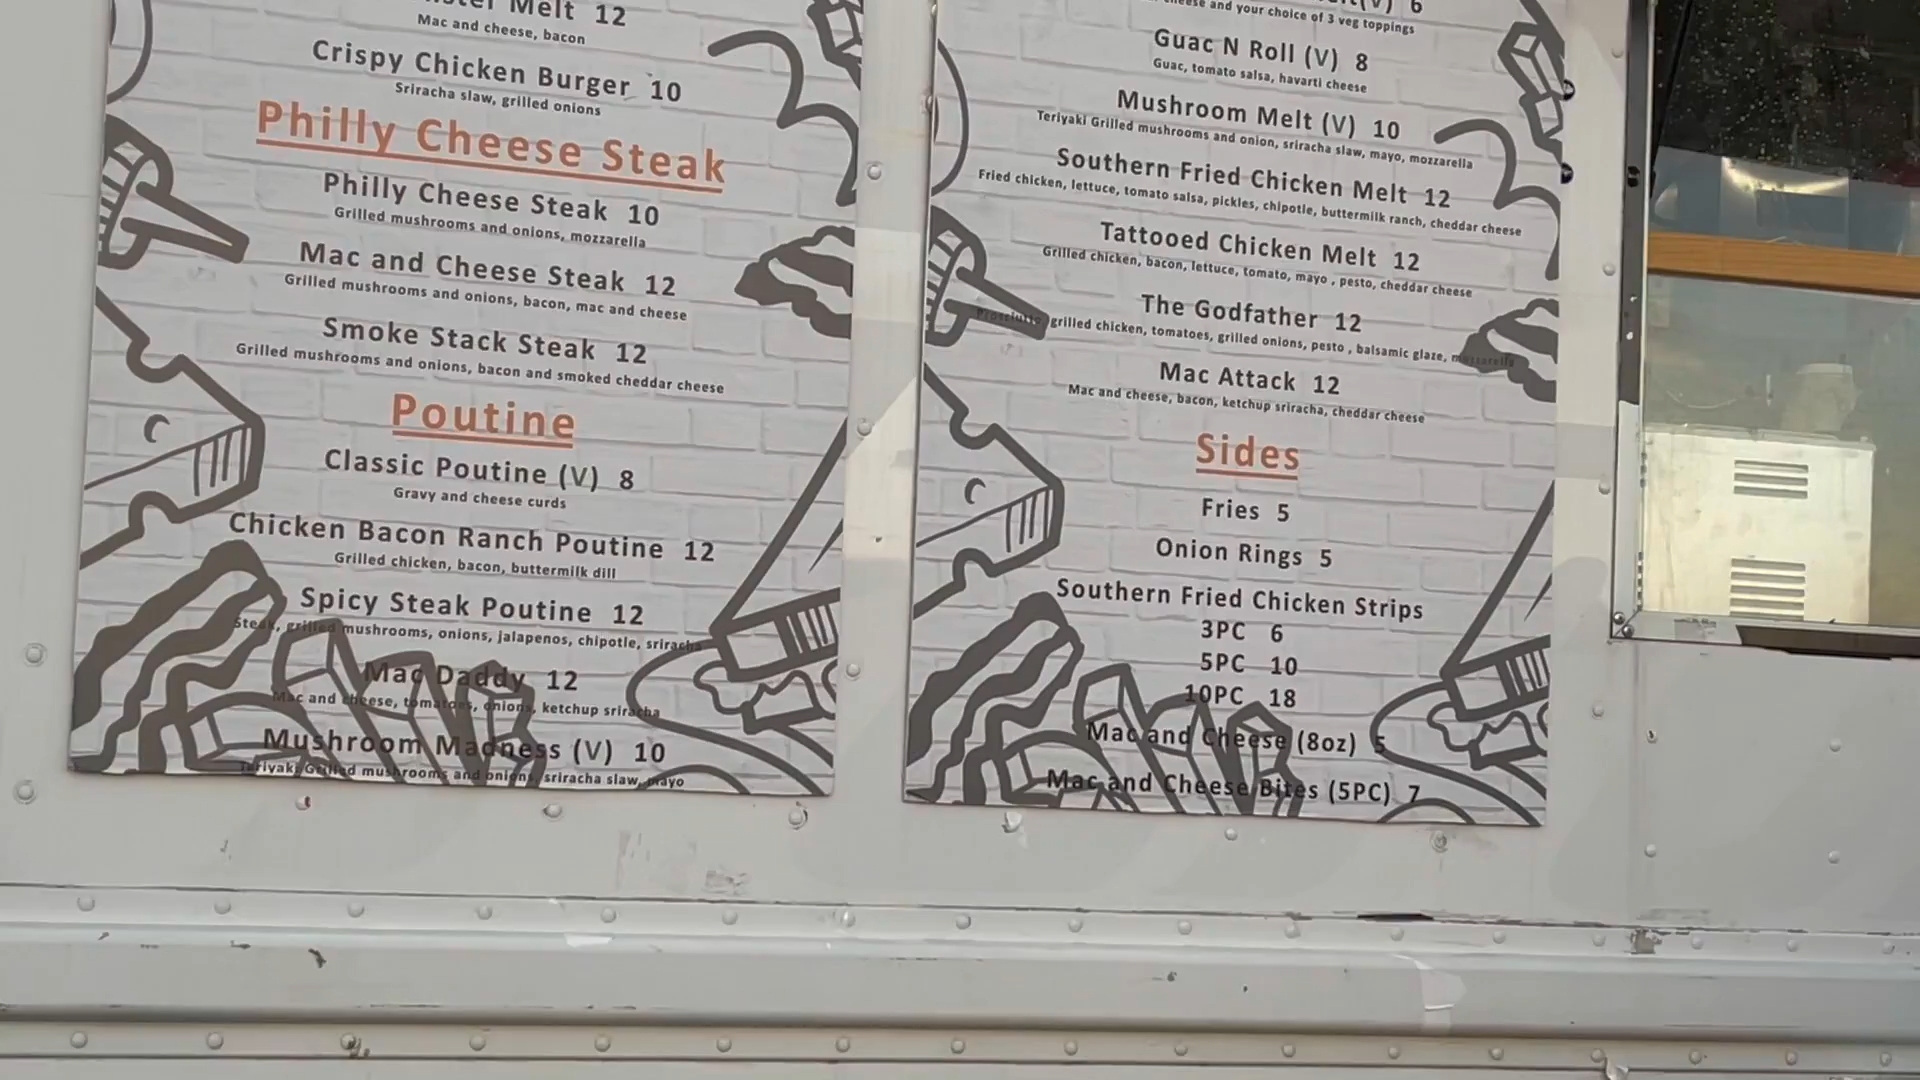 Melt 12
Mac and cheese, bacon
Crispy Chicken Burger 10
Sriracha slaw, grilled onions
Philly Cheese Steak
Philly Cheese Steak 10
Grilled mushrooms and onions, mozzarella
Mac and Cheese Steak 12
Grilled mushrooms and onions, bacon, mac and cheese
Smoke Stack Steak 12
Grilled mushrooms and onions, bacon and smoked cheddar cheese
Poutine
Classic Poutine (V) 8
Gravy and cheese curds
Chicken Bacon Ranch Poutine 12
Grilled chicken, bacon, buttermilk dill
Spicy Steak Poutine 12
Steak, grilled mushrooms, onions, jalapenos, chipotle, sriracha
Mac Daddy 12
Mac and cheese, tomatoes, onions, ketchup sriracha
Mushroom Madness (V) 10
Teriyaki Grilled mushrooms and onions, sriracha slaw, mayo
(V) 6
cheese and your choice of 3 veg toppings
Guac N Roll (V) 8
Guac, tomato salsa, havarti cheese
Mushroom Melt (V) 10
Teriyaki Grilled mushrooms and onion, sriracha slaw, mayo, mozzarella
Southern Fried Chicken Melt 12
Fried chicken, lettuce, tomato salsa, pickles, chipotle, buttermilk ranch, cheddar cheese
Tattooed Chicken Melt 12
Grilled chicken, bacon, lettuce, tomato, mayo , pesto, cheddar cheese
The Godfather 12
Prosciutto, grilled chicken, tomatoes, grilled onions, pesto , balsamic glaze, mozzarella
Mac Attack 12
Mac and cheese, bacon, ketchup sriracha, cheddar cheese
Sides
Fries 5
Onion Rings 5
Southern Fried Chicken Strips
3PC 6
5PC 10
10PC 18
Mac and Cheese (8oz) 5
Mac and Cheese Bites (5PC) 7